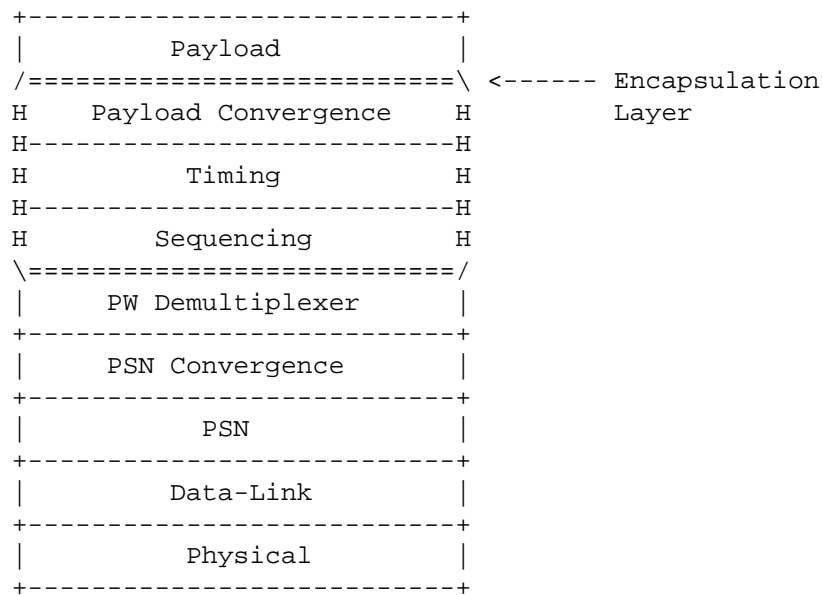 +---------------------------+
|         Payload           |
/===========================\ <------ Encapsulation
H    Payload Convergence    H         Layer
H---------------------------H
H          Timing           H
H---------------------------H
H        Sequencing         H
\===========================/
|     PW Demultiplexer      |
+---------------------------+
|     PSN Convergence       |
+---------------------------+
|           PSN             |
+---------------------------+
|         Data-Link         |
+---------------------------+
|          Physical         |
+---------------------------+